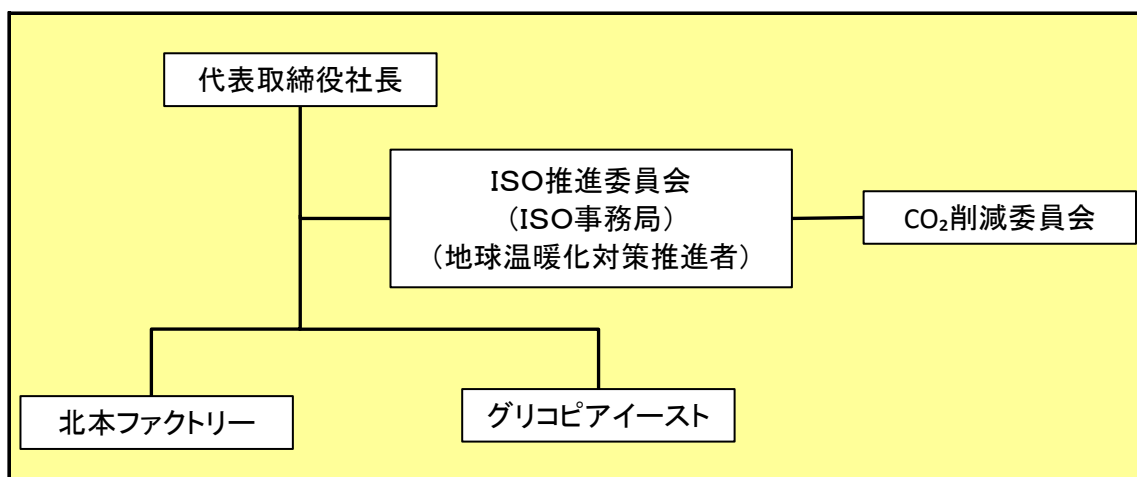 代表取締役社長
ISO推進委員会
（ISO事務局）
（地球温暖化対策推進者）
CO₂削減委員会
北本ファクトリー
グリコピアイースト